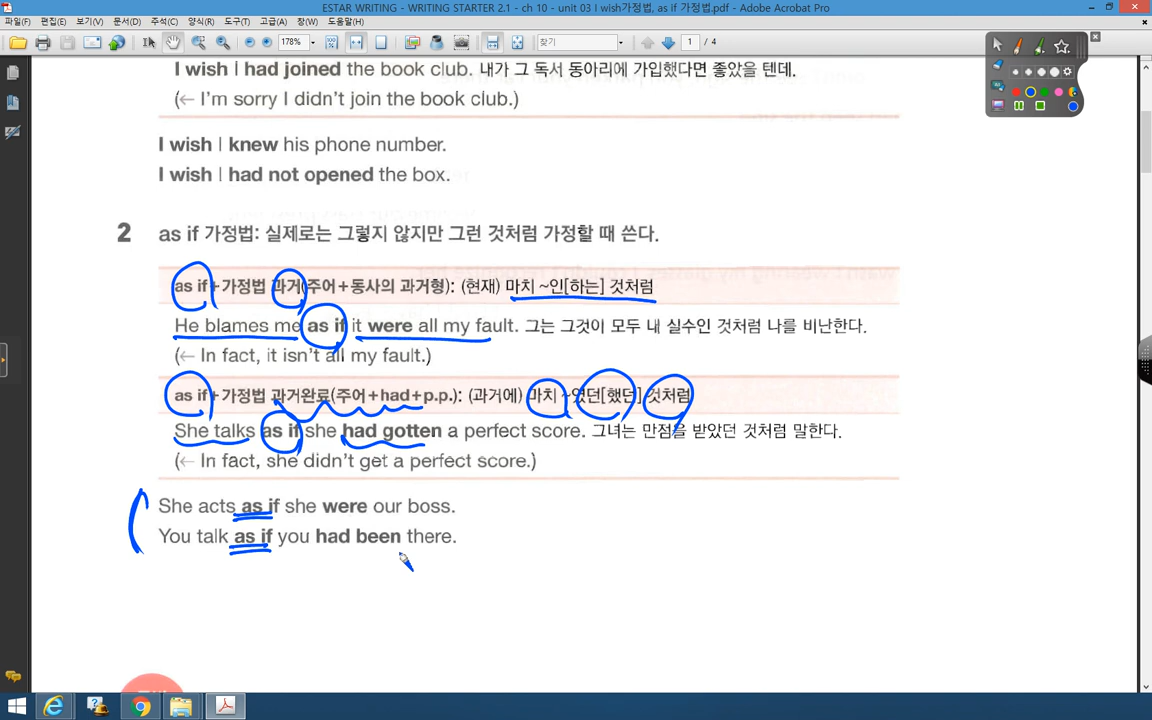 ESTAR WRITING - WRITING STARTER 2.1 - ch 10 - unit 03 I wish가정법, as if 가정법.pdf - Adobe Acrobat Pro
파일(F) 편집(E) 보기(V) 문서(D) 주석(C) 양식(R) 도구(T) 고급(A) 창(W) 도움말(H)
178% 찾기 1 / 4
I wish I had joined the book club. 내가 그 독서 동아리에 가입했다면 좋았을 텐데.
(← I'm sorry I didn't join the book club.)
I wish I knew his phone number.
I wish I had not opened the box.
2 as if 가정법: 실제로는 그렇지 않지만 그런 것처럼 가정할 때 쓴다.
as if+가정법 과거(주어+동사의 과거형): (현재) 마치 ~인[하는] 것처럼
He blames me as if it were all my fault. 그는 그것이 모두 내 실수인 것처럼 나를 비난한다.
(← In fact, it isn't all my fault.)
as if+가정법 과거완료(주어+had+p.p.): (과거에) 마치 ~였던[했던] 것처럼
She talks as if she had gotten a perfect score. 그녀는 만점을 받았던 것처럼 말한다.
(← In fact, she didn't get a perfect score.)
She acts as if she were our boss.
You talk as if you had been there.